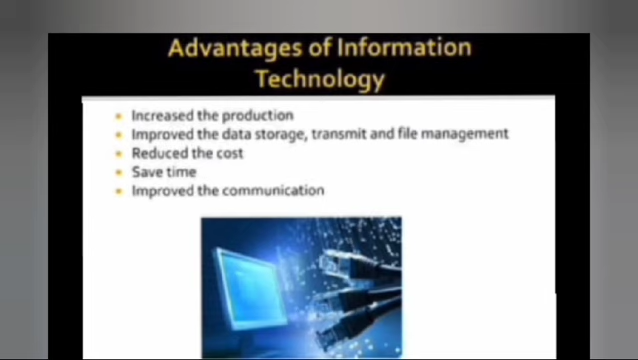 Advantages of Information
Technology
Increased the production
Improved the data storage, transmit and file management
Reduced the cost
Save time
Improved the communication